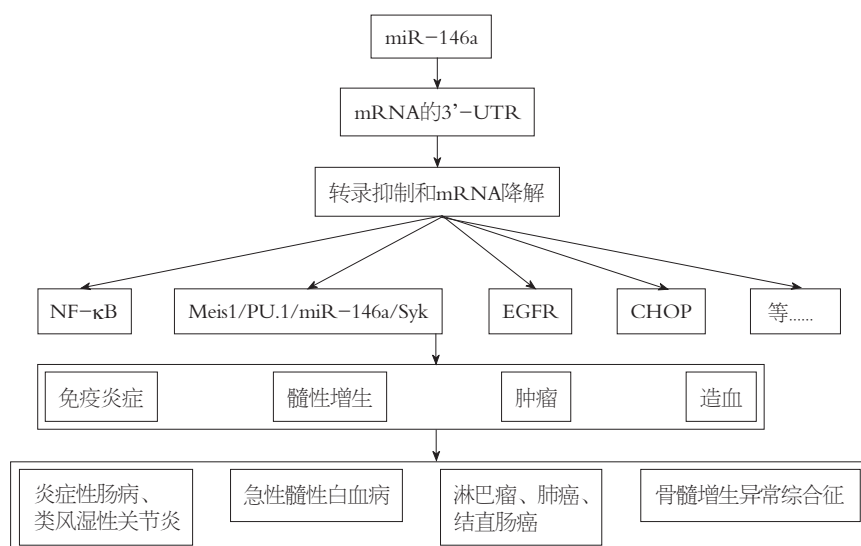 miR−146a
mRNA的3’−UTR
转录抑制和mRNA降解
NF−κB
Meis1/PU.1/miR−146a/Syk
EGFR
CHOP
等......
免疫炎症
髓性增生
肿瘤
造血
炎症性肠病、
类风湿性关节炎
急性髓性白血病
淋巴瘤、肺癌、
结直肠癌
骨髓增生异常综合征